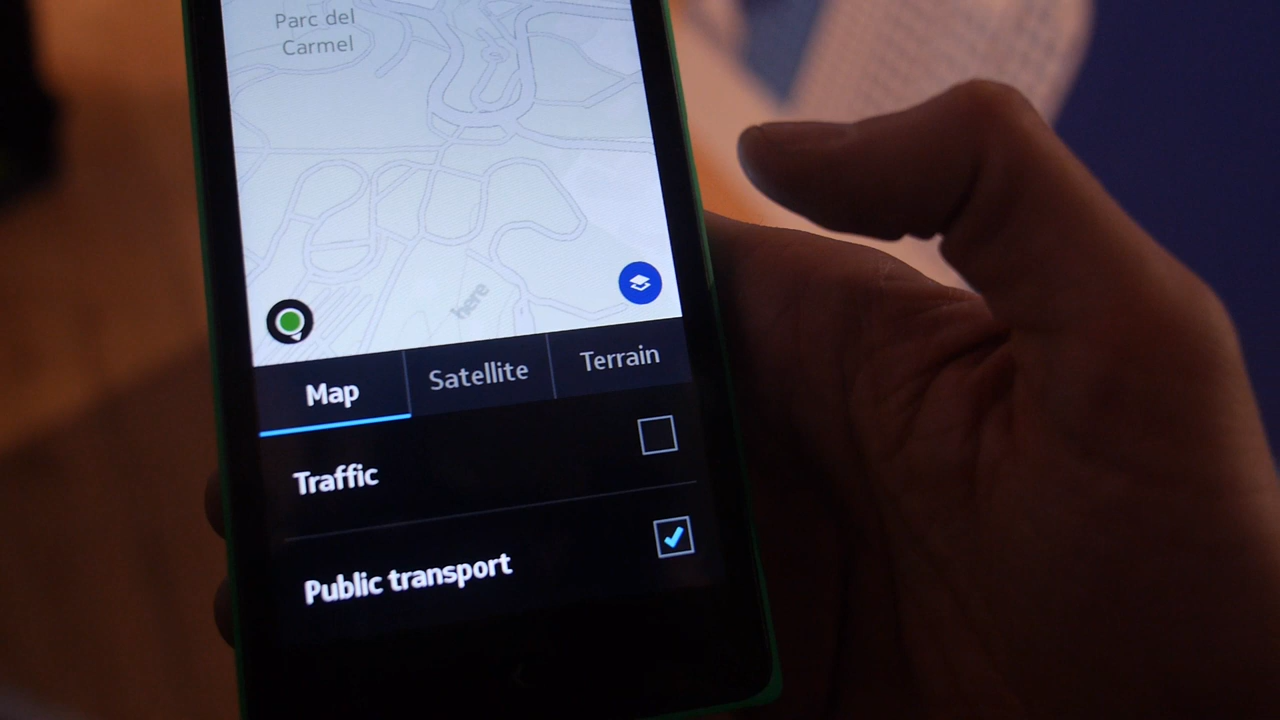 Parc del
Carmel
here
Map
Satellite
Terrain
Traffic
Public transport